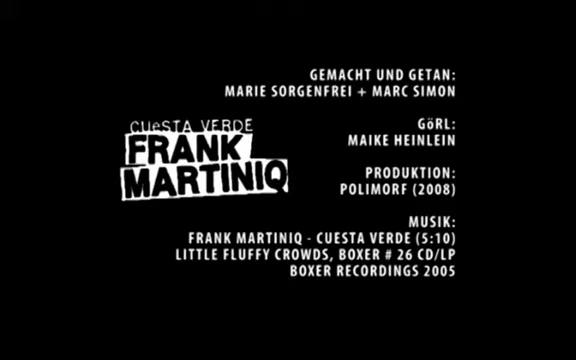 CUeSTA VERDE
FRANK
MARTINIQ
GEMACHT UND GETAN:
MARIE SORGENFREI + MARC SIMON
GöRL:
MAIKE HEINLEIN
PRODUKTION:
POLIMORF (2008)
MUSIK:
FRANK MARTINIQ - CUESTA VERDE (5:10)
LITTLE FLUFFY CROWDS, BOXER # 26 CD/LP
BOXER RECORDINGS 2005